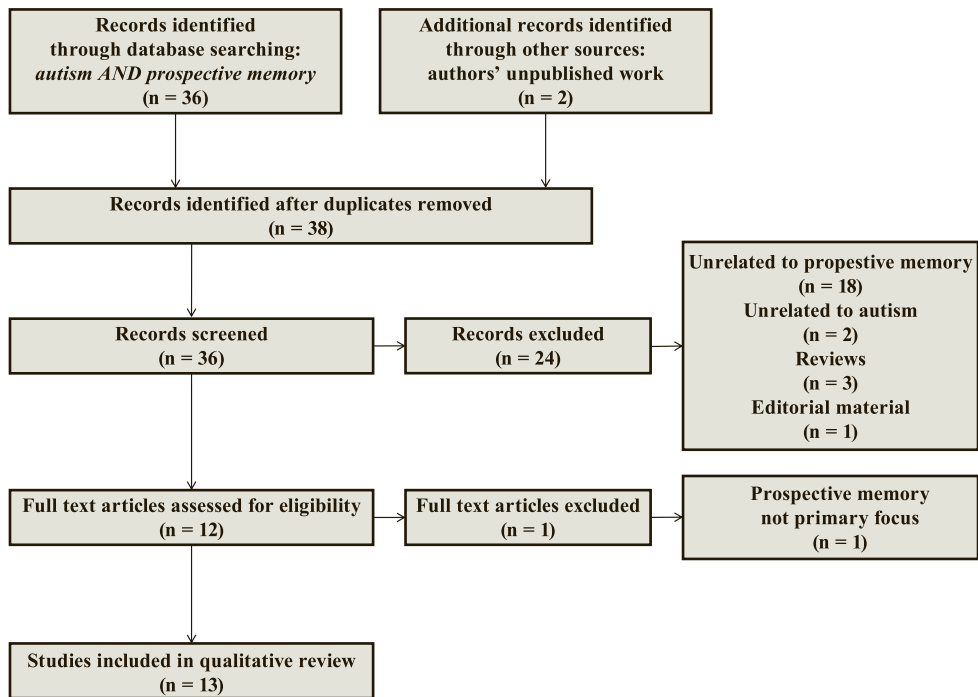 Records identified
through database searching:
autism AND prospective memory
(n = 36)
Additional records identified
through other sources:
authors’ unpublished work
(n = 2)
Records identified after duplicates removed
(n = 38)
Records screened
(n = 36)
Records excluded
(n = 24)
Unrelated to propestive memory
(n = 18)
Unrelated to autism
(n = 2)
Reviews
(n = 3)
Editorial material
(n = 1)
Full text articles assessed for eligibility
(n = 12)
Full text articles excluded
(n = 1)
Prospective memory
not primary focus
(n = 1)
Studies included in qualitative review
(n = 13)